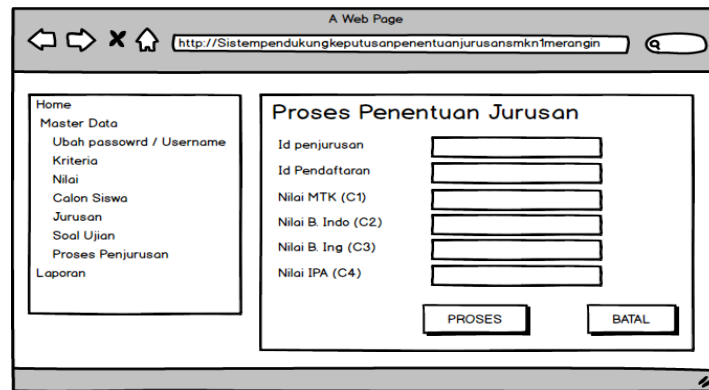 A Web Page
http://Sistempendukungkeputusanpenentuanjurusansmkn1merangin
Home
Master Data
Ubah passowrd / Username
Kriteria
Nilai
Calon Siswa
Jurusan
Soal Ujian
Proses Penjurusan
Laporan
Proses Penentuan Jurusan
Id penjurusan
Id Pendaftaran
Nilai MTK (C1)
Nilai B. Indo (C2)
Nilai B. Ing (C3)
Nilai IPA (C4)
PROSES BATAL